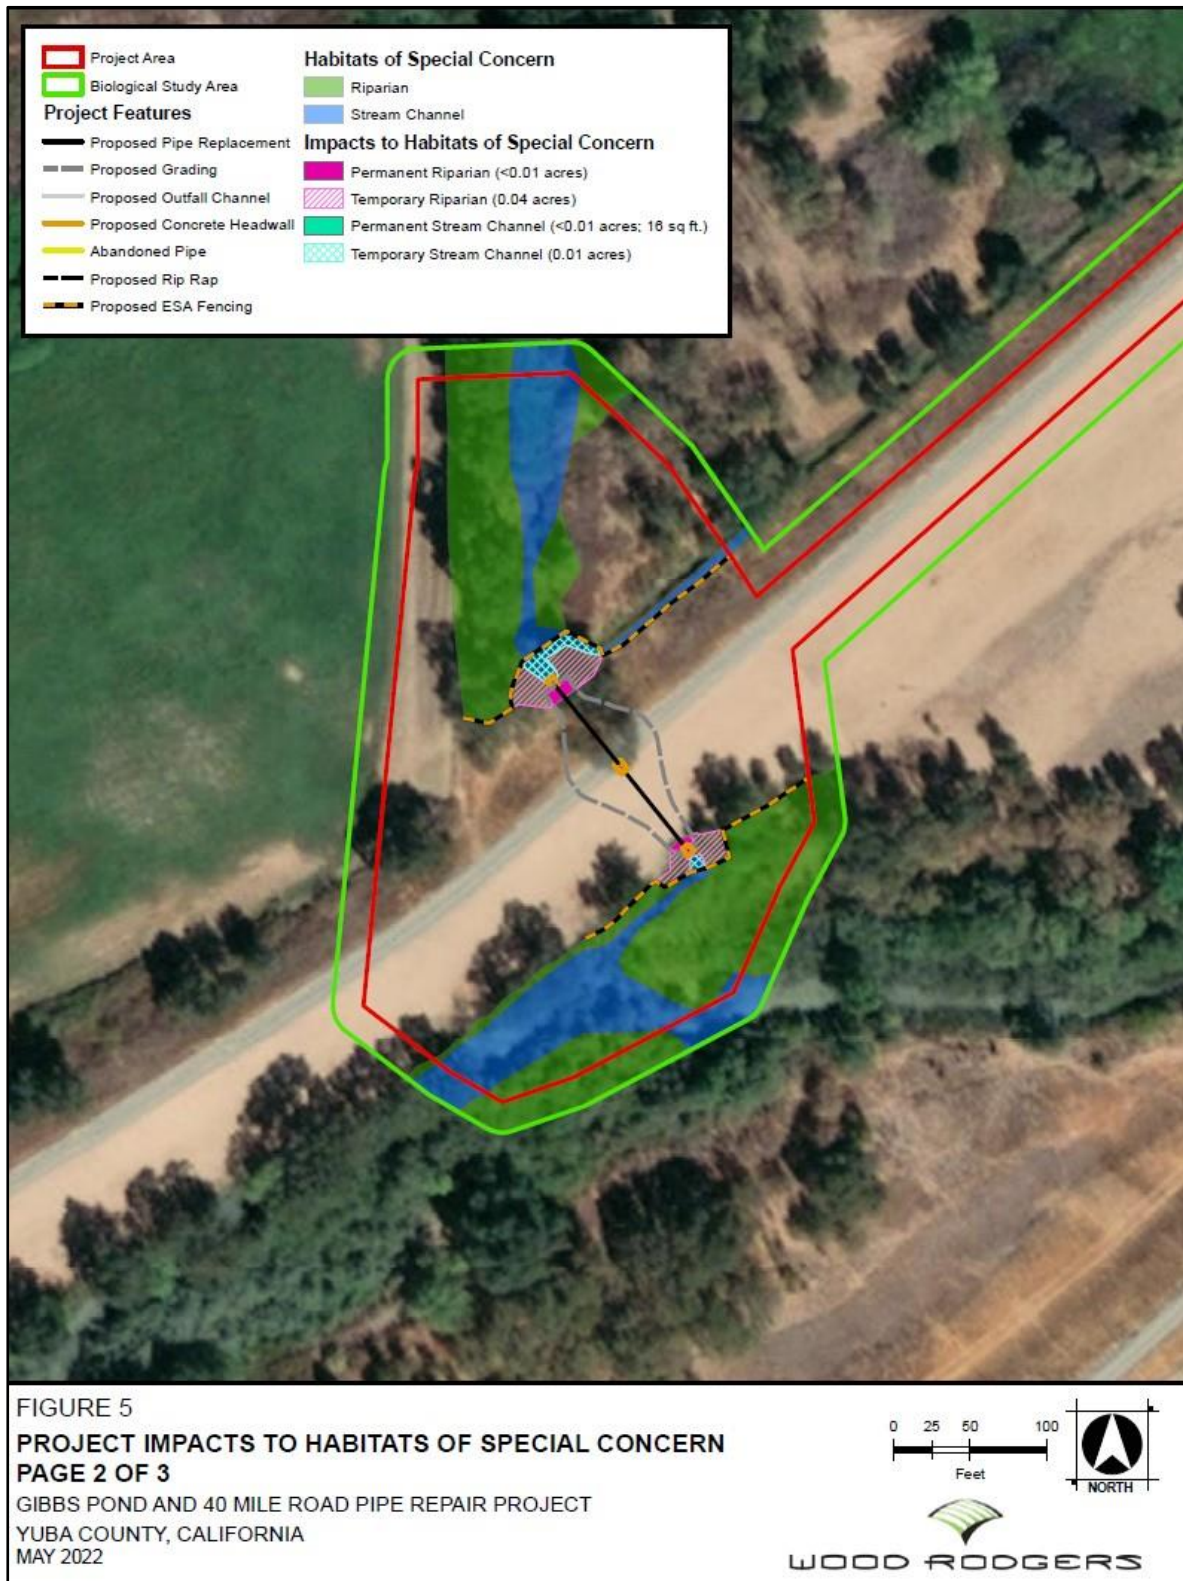 Project Area
Biological Study Area
Project Features
Proposed Pipe Replacement
Proposed Grading
Proposed Outfall Channel
Proposed Concrete Headwall
Abandoned Pipe
Proposed Rip Rap
Proposed ESA Fencing
Habitats of Special Concern
Riparian
Stream Channel
Impacts to Habitats of Special Concern
Permanent Riparian (<0.01 acres)
Temporary Riparian (0.04 acres)
Permanent Stream Channel (<0.01 acres; 16 sq ft.)
Temporary Stream Channel (0.01 acres)
FIGURE 5
PROJECT IMPACTS TO HABITATS OF SPECIAL CONCERN
PAGE 2 OF 3
GIBBS POND AND 40 MILE ROAD PIPE REPAIR PROJECT
YUBA COUNTY, CALIFORNIA
MAY 2022
0 25 50 100
Feet
NORTH
WOOD RODGERS